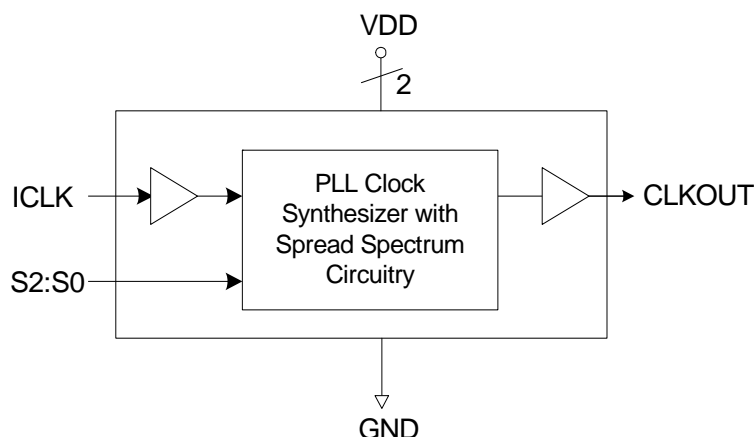 VDD
2
ICLK
PLL Clock
Synthesizer with
Spread Spectrum
Circuitry
CLKOUT
S2:S0
GND